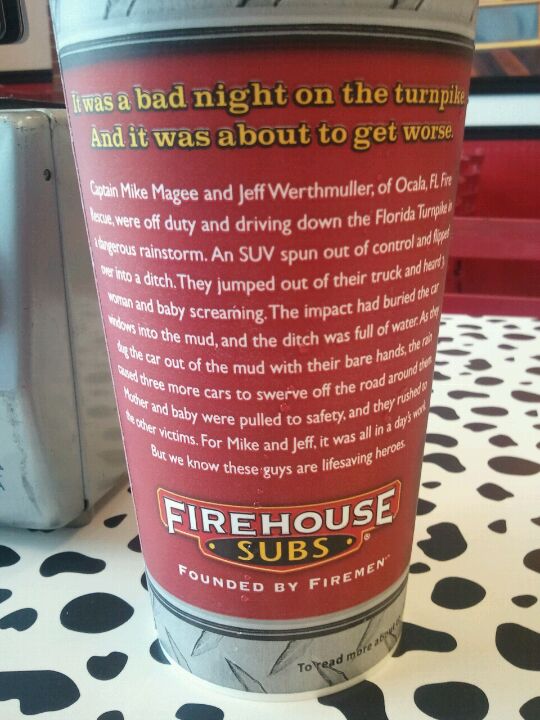 It was a bad night on the turnpike.
And it was about to get worse.
Captain Mike Magee and Jeff Werthmuller, of Ocala, FL Fire
Rescue, were off duty and driving down the Florida Turnpike in
a dangerous rainstorm. An SUV spun out of control and flipped
over into a ditch. They jumped out of their truck and heard a
woman and baby screaming. The impact had buried the car
windows into the mud, and the ditch was full of water. As they
dug the car out of the mud with their bare hands, the rain
caused three more cars to swerve off the road around them.
Mother and baby were pulled to safety, and they rushed to
the other victims. For Mike and Jeff, it was all in a day's work.
But we know these guys are lifesaving heroes.
FIREHOUSE®
SUBS
FOUNDED BY FIREMEN™
To read more about